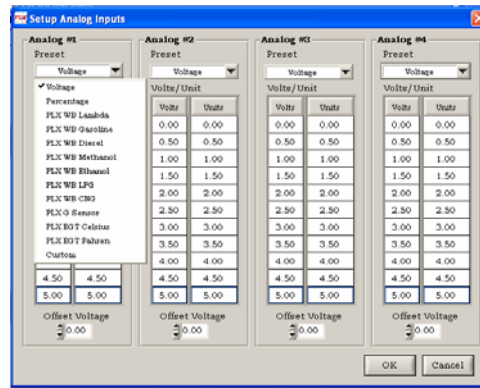 Setup Analog Inputs
Analog #1 Analog #2 Analog #3 Analog #4
Preset Preset Preset Preset
Voltage Voltage Voltage Voltage
Voltage
Percentage
PLX WB Lambda
PLX WB Gasoline
PLX WB Diesel
PLX WB Methanol
PLX WB Ethanol
PLX WB LPG
PLX WB CNG
PLX G Sensor
PLX EGT Celsius
PLX EGT Fahren
Custom
Volts/Unit Volts/Unit Volts/Unit
Volts Units Volts Units Volts Units
0.00 0.00 0.00 0.00 0.00 0.00
0.50 0.50 0.50 0.50 0.50 0.50
1.00 1.00 1.00 1.00 1.00 1.00
1.50 1.50 1.50 1.50 1.50 1.50
2.00 2.00 2.00 2.00 2.00 2.00
2.50 2.50 2.50 2.50 2.50 2.50
3.00 3.00 3.00 3.00 3.00 3.00
3.50 3.50 3.50 3.50 3.50 3.50
4.00 4.00 4.00 4.00 4.00 4.00
4.50 4.50 4.50 4.50 4.50 4.50 4.50 4.50
5.00 5.00 5.00 5.00 5.00 5.00 5.00 5.00
Offset Voltage Offset Voltage Offset Voltage Offset Voltage
0.00 0.00 0.00 0.00
OK Cancel